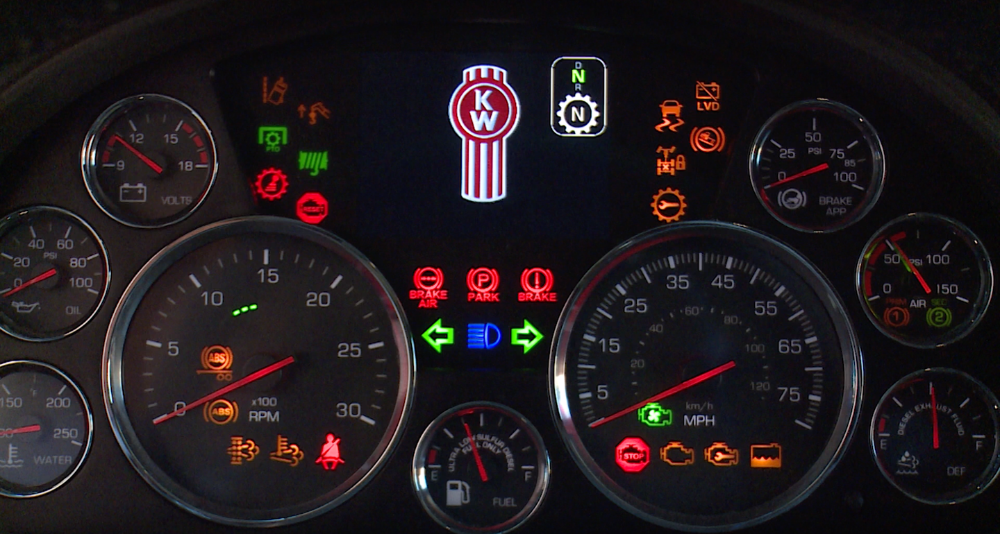 K
W
D
N
R
N
LVD
PTO
RESET
12 15
9 18
VOLTS
50
25 PSI 75
85
0 100
BRAKE
APP
40 60
PSI
20 80
0 100
OIL
15
10 20
5 25
ABS
0 ABS x100 30
RPM
BRAKE
AIR
P
PARK
BRAKE
35 45
25 55
60
40 80
15 65
20 100
120
5 75
km/h
MPH
STOP
50 PSI 100
0 150
PRIM AIR SEC
1 2
°F
150 200
250
WATER
ULTRA LOW SULFUR DIESEL
FUEL ONLY
E F
FUEL
DIESEL EXHAUST FLUID
E F
DEF